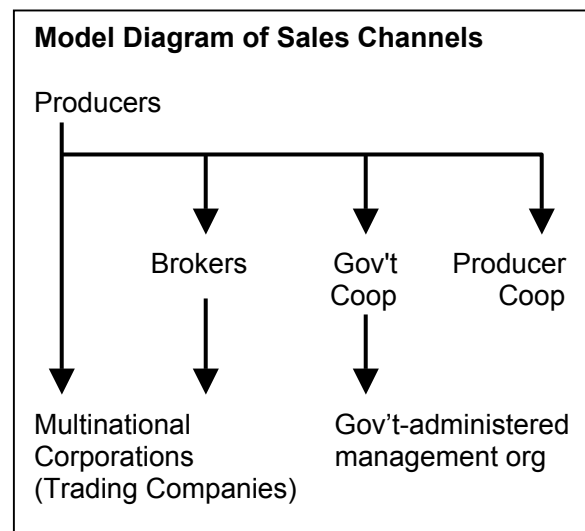 Model Diagram of Sales Channels
Producers
Brokers
Gov't
Coop
Producer
Coop
Multinational
Corporations
(Trading Companies)
Gov’t-administered
management org